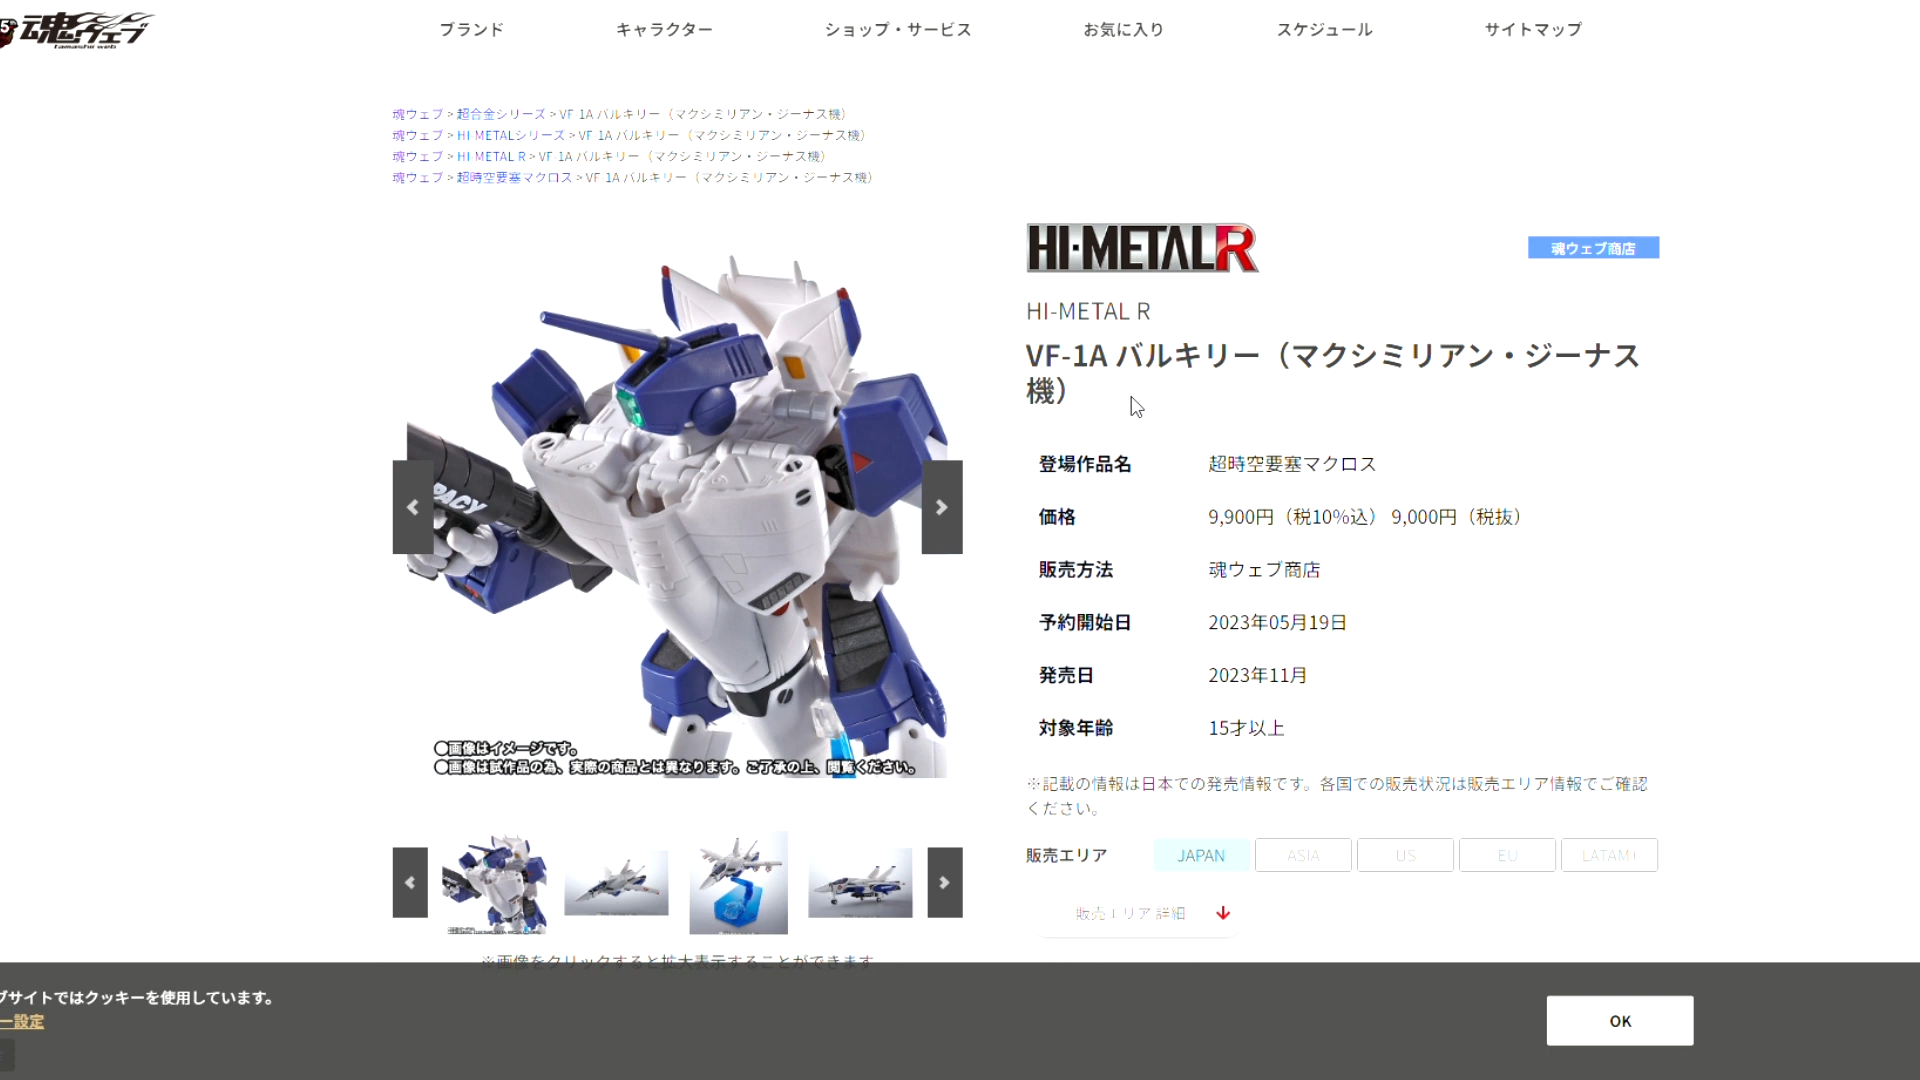 魂ウェブ
tamashii web
ブランド
キャラクター
ショップ・サービス
お気に入り
スケジュール
サイトマップ
魂ウェブ > 超合金シリーズ > VF-1A バルキリー（マクシミリアン・ジーナス機）
魂ウェブ > HI-METALシリーズ > VF-1A バルキリー（マクシミリアン・ジーナス機）
魂ウェブ > HI-METAL R > VF-1A バルキリー（マクシミリアン・ジーナス機）
魂ウェブ > 超時空要塞マクロス > VF-1A バルキリー（マクシミリアン・ジーナス機）
PACY
●画像はイメージです。
●画像は試作品の為、実際の商品とは異なります。ご了承の上、閲覧ください。
※画像をクリックすると拡大表示することができます
HI-METAL R
魂ウェブ商店
HI-METAL R
VF-1A バルキリー（マクシミリアン・ジーナス
機）
登場作品名 超時空要塞マクロス
価格 9,900円（税10%込） 9,000円（税抜）
販売方法 魂ウェブ商店
予約開始日 2023年05月19日
発売日 2023年11月
対象年齢 15才以上
※記載の情報は日本での発売情報です。各国での販売状況は販売エリア情報でご確認
ください。
販売エリア JAPAN ASIA US EU LATAM
販売エリア詳細
ブサイトではクッキーを使用しています。
ー設定
OK